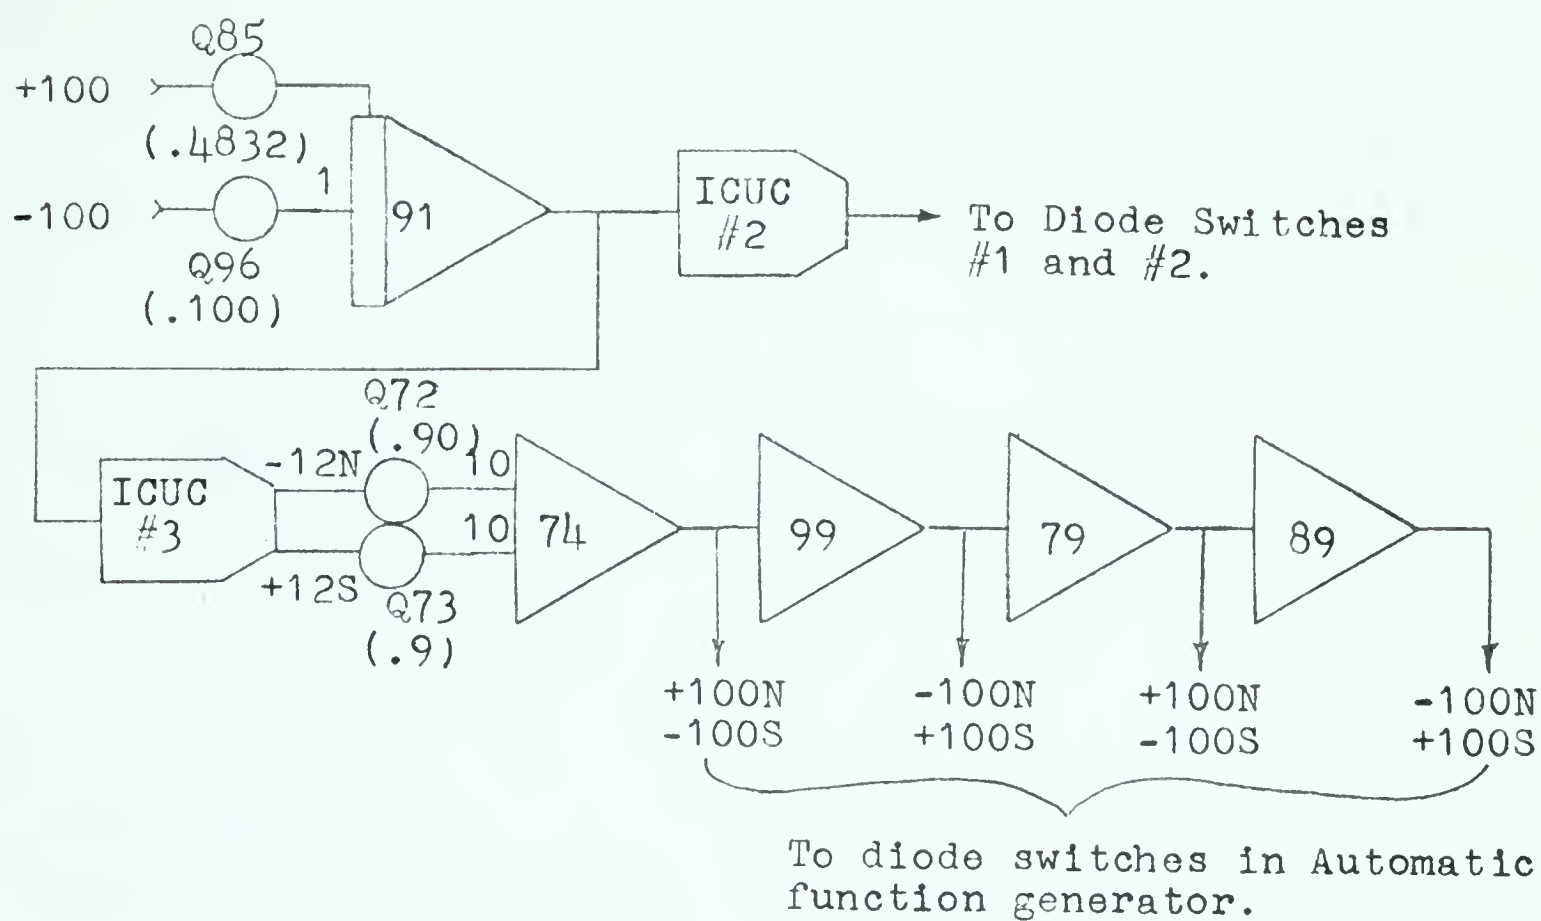 Q85
+100
(.4832)
1
-100
Q96
(.100)
91
ICUC
#2
To Diode Switches
#1 and #2.
Q72
(.90)
-12N
10
ICUC
#3
10
+12S
Q73
(.9)
74
99
79
89
+100N
-100S
-100N
+100S
+100N
-100S
-100N
+100S
To diode switches in Automatic
function generator.